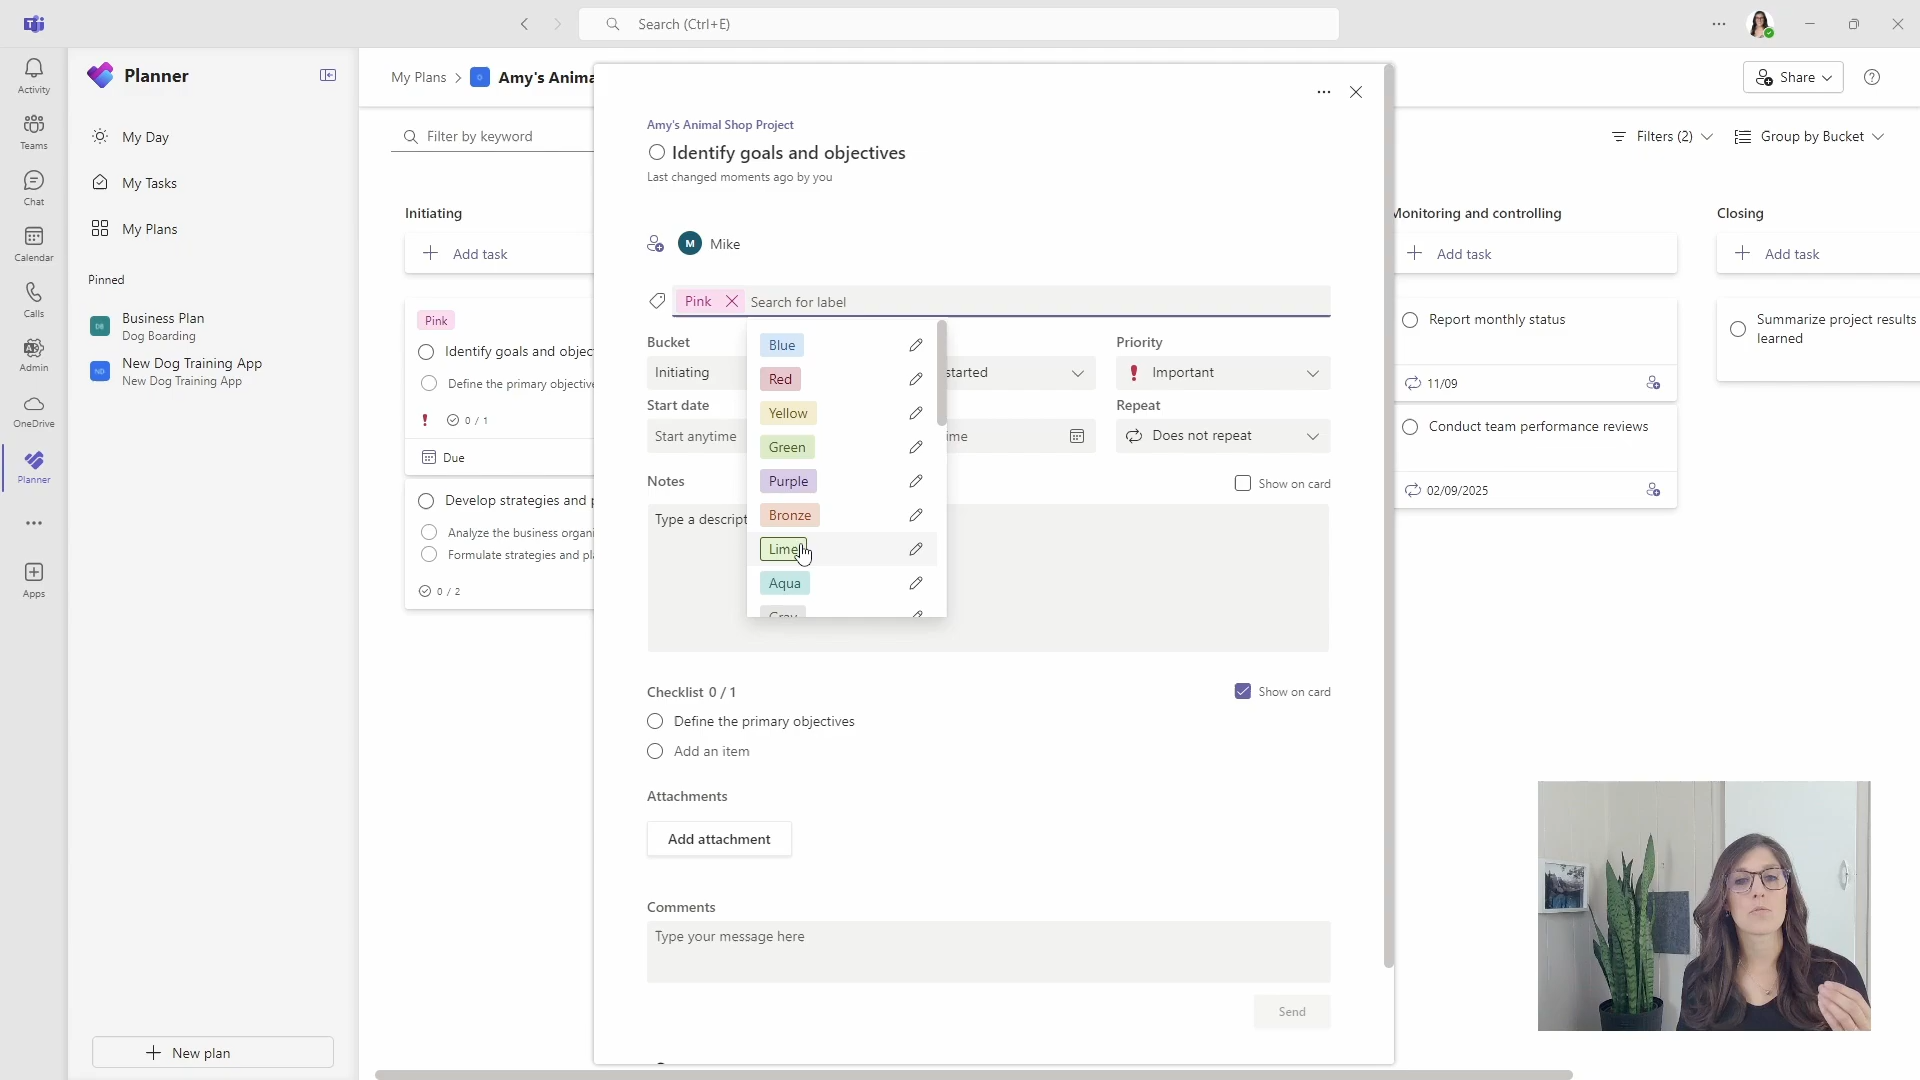 Search (Ctrl+E)
Activity
Teams
Chat
Calendar
Calls
Admin
OneDrive
Planner
Apps
Planner
My Day
My Tasks
My Plans
Pinned
DB
Business Plan
Dog Boarding
ND
New Dog Training App
New Dog Training App
New plan
My Plans > Amy's Anima
Share
Filter by keyword
Filters (2)
Group by Bucket
Initiating
Add task
Pink
Identify goals and objec
Define the primary objective
0 / 1
Due
Develop strategies and p
Analyze the business organi
Formulate strategies and pla
0 / 2
Amy's Animal Shop Project
Identify goals and objectives
Last changed moments ago by you
M Mike
Pink
Search for label
Blue
Red
Yellow
Green
Purple
Bronze
Lime
Aqua
Gray
Bucket
Initiating
started
Priority
Important
Start date
Start anytime
ime
Repeat
Does not repeat
Notes
Show on card
Type a descript
Checklist 0 / 1
Show on card
Define the primary objectives
Add an item
Attachments
Add attachment
Comments
Type your message here
Send
Monitoring and controlling
Add task
Report monthly status
11/09
Conduct team performance reviews
02/09/2025
Closing
Add task
Summarize project results
learned